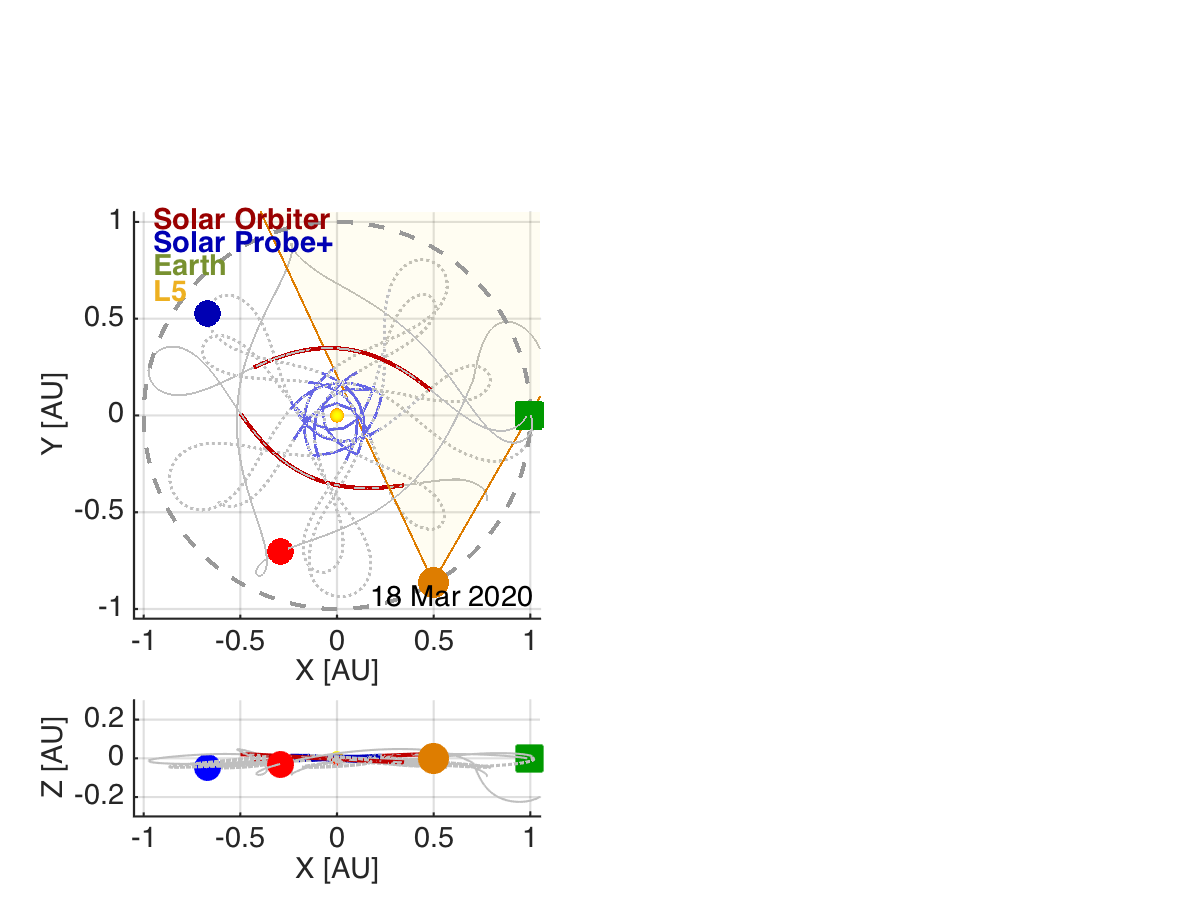 Solar Orbiter
Solar Probe+
Earth
L5
1
0.5
0
-0.5
-1
Y [AU]
18 Mar 2020
-1 -0.5 0 0.5 1
X [AU]
0.2
0
-0.2
Z [AU]
-1 -0.5 0 0.5 1
X [AU]